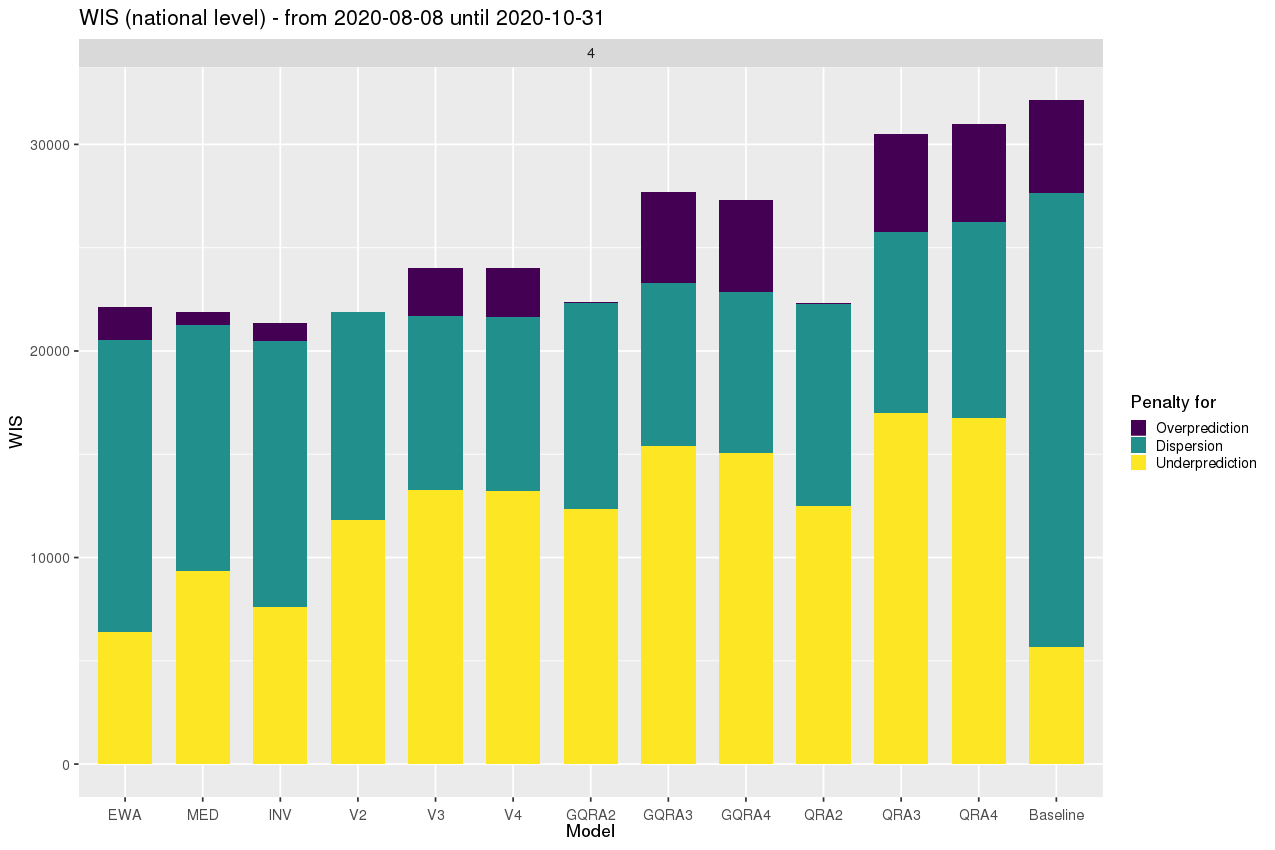 WIS (national level) - from 2020-08-08 until 2020-10-31
4
30000
20000
10000
0
WIS
EWA MED INV V2 V3 V4 GQRA2 GQRA3 GQRA4 QRA2 QRA3 QRA4 Baseline
Model
Penalty for
Overprediction
Dispersion
Underprediction